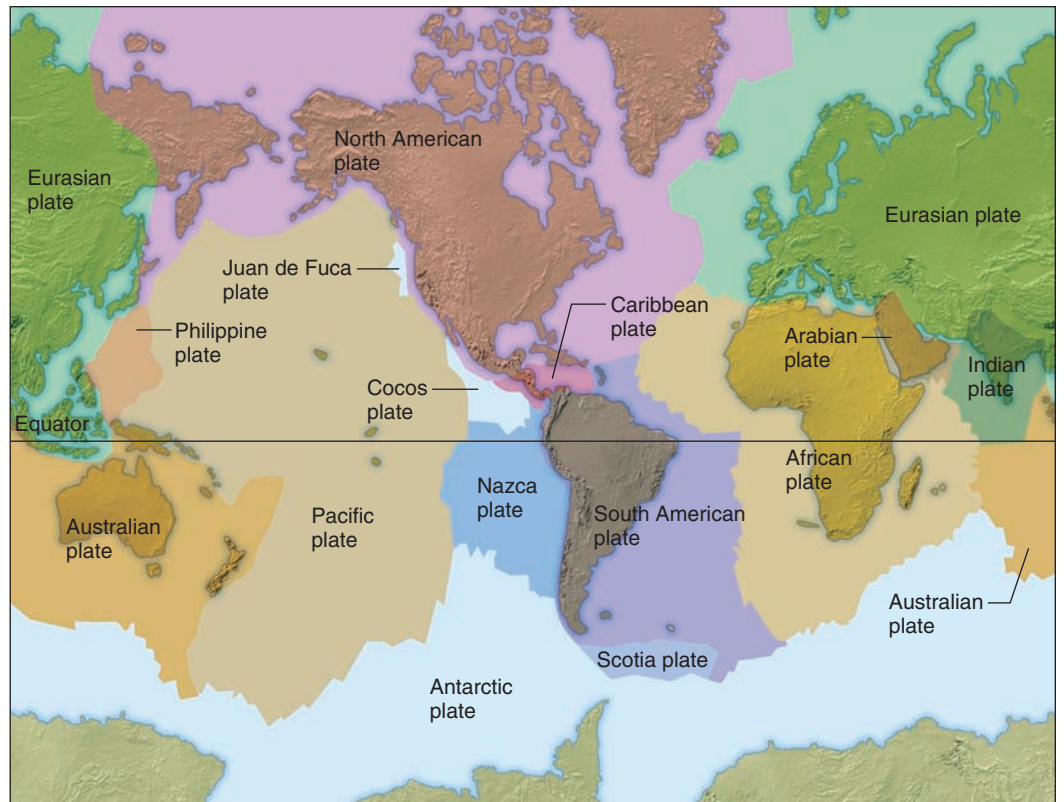 North American
plate
Eurasian
plate
Eurasian plate
Juan de Fuca
plate
Caribbean
plate
Philippine
plate
Arabian
plate
Indian
plate
Cocos
plate
Equator
African
plate
Nazca
plate
South American
plate
Pacific
plate
Australian
plate
Australian
plate
Scotia plate
Antarctic
plate